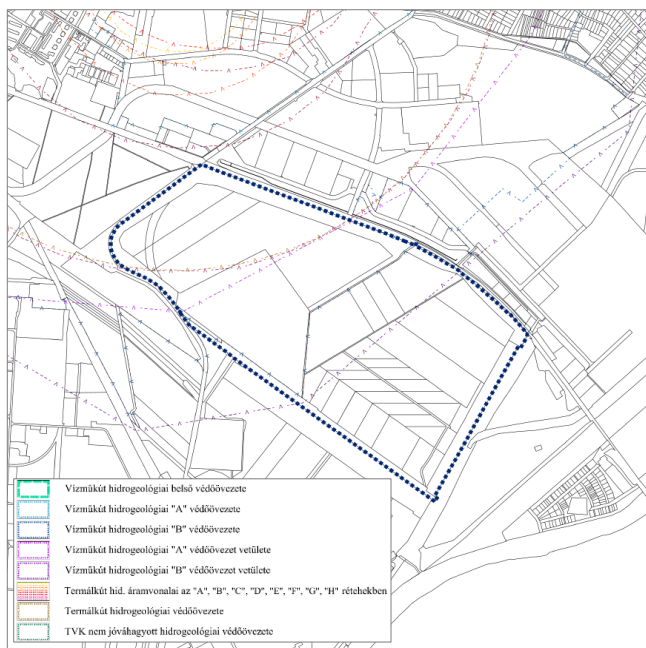 Vízműkút hidrogeológiai belső védőövezete
Vízműkút hidrogeológiai "A" védőövezete
Vízműkút hidrogeológiai "B" védőövezete
Vízműkút hidrogeológiai "A" védőövezet vetülete
Vízműkút hidrogeológiai "B" védőövezet vetülete
Termálkút hid. áramvonalai az "A", "B", "C", "D", "E", "F", "G", "H" rétehekben
Termálkút hidrogeológiai védőövezete
TVK nem jóváhagyott hidrogeológiai védőövezete